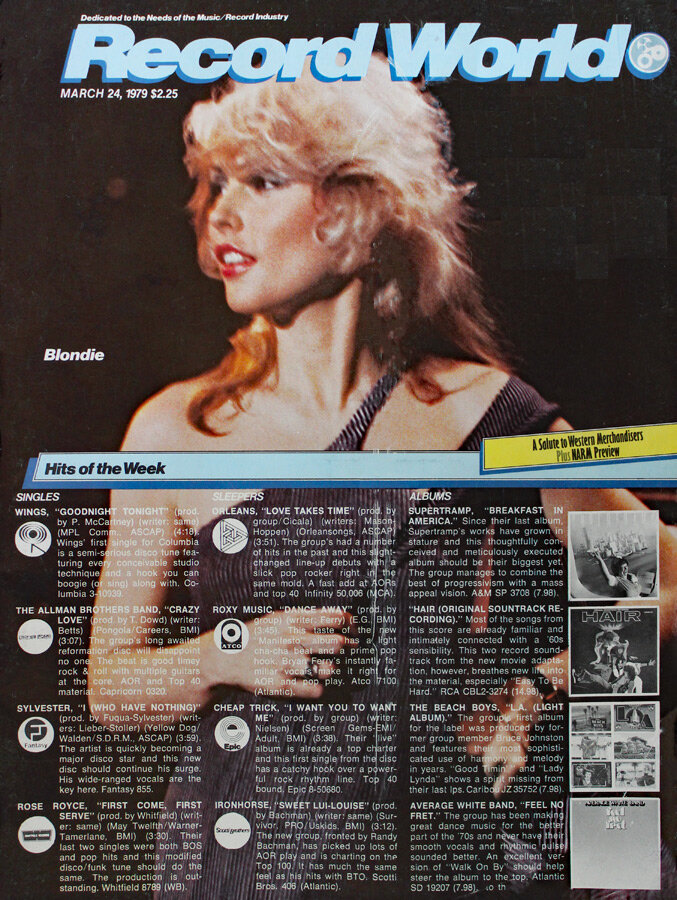 Dedicated to the Needs of the Music/Record Industry
Record World
MARCH 24, 1979 $2.25
Blondie
A Salute to Western Merchandisers
Plus NARM Preview
Hits of the Week
SINGLES
WINGS, "GOODNIGHT TONIGHT" (prod.
by P. McCartney) (writer: same)
(MPL Comm., ASCAP) (4:18).
Wings' first single for Columbia
is a semi-serious disco tune fea-
turing every conceivable studio
technique and a hook you can
boogie (or sing) along with. Co-
lumbia 3-10939.
THE ALLMAN BROTHERS BAND, "CRAZY
LOVE" (prod. by T. Dowd) (writer:
Betts) (Pangola/Careers, BMI)
(3:07). The group's long awaited
reformation disc will disappoint
no one. The beat is good timey
rock & roll with multiple guitars
at the core. AOR and Top 40
material. Capricorn 0320.
SYLVESTER, "I (WHO HAVE NOTHING)"
(prod. by Fuqua-Sylvester) (writ-
ers: Lieber-Stoller) (Yellow Dog/
Walden/S.D.R.M., ASCAP) (3:59).
The artist is quickly becoming a
major disco star and this new
disc should continue his surge.
His wide-ranged vocals are the
key here. Fantasy 855.
Fantasy
ROSE ROYCE, "FIRST COME, FIRST
SERVE" (prod. by Whitfield) (writ-
er: same) (May Twelfth/Warner-
Tamerlane, BMI) (3:30). Their
last two singles were both BOS
and pop hits and this modified
disco/funk tune should do the
same. The production is out-
standing. Whitfield 8789 (WB).
SLEEPERS
ORLEANS, "LOVE TAKES TIME" (prod. by
group/Cicala) (writers: Mason-
Hoppen) (Orleansongs, ASCAP)
(3:51). The group's had a number
of hits in the past and this slight-
changed line-up debuts with a
slick pop rocker right in the
same mold. A fast add at AORs
and top 40. Infinity 50,006 (MCA).
ROXY MUSIC, "DANCE AWAY" (prod. by
group) (writer: Ferry) (E.G. BMI)
(3:45). This taste of the new
"Manifesto" album has a light
cha-cha beat and a prime pop
hook. Bryan Ferry's instantly fa-
miliar vocals make it right for
AOR and pop play. Atco 7100
(Atlantic).
ATCO
CHEAP TRICK, "I WANT YOU TO WANT
ME" (prod. by group) (writer:
Nielsen) (Screen Gems-EMI/
Adult, BMI) (3:38). Their "live"
album is already a top charter
and this first single from the disc
has a catchy hook over a power-
ful rock rhythm line. Top 40
bound. Epic 8-50680.
Epic
IRONHORSE, "SWEET LUI-LOUISE" (prod.
by Bachman) (writer: same) (Sur-
vivor, PRO/Uskids, BMI) (3:12).
The new group, fronted by Randy
Bachman, has picked up lots of
AOR play and is charting on the
Top 100. It has much the same
feel as his hits with BTO. Scotti
Bros. 406 (Atlantic).
ALBUMS
SUPERTRAMP, "BREAKFAST IN
AMERICA." Since their last album,
Supertramp's works have grown in
stature and this thoughtfully con-
ceived and meticulously executed
album should be their biggest yet.
The group manages to combine the
best of progressivism with a mass
appeal vision. A&M SP 3708 (7.98).
"HAIR (ORIGINAL SOUNTRACK RE-
CORDING)." Most of the songs from
this score are already familiar and
intimately connected with a '60s
sensibility. This two record sound-
track from the new movie adapta-
tion, however, breathes new life into
the material, especially "Easy To Be
Hard." RCA CBL2-3274 (14.98).
HAIR
THE BEACH BOYS, "L.A. (LIGHT
ALBUM)." The group's first album
for the label was produced by for-
mer group member Bruce Johnston
and features their most sophisti-
cated use of harmony and melody
in years. "Good Timin'" and "Lady
Lynda" shows a spirit missing from
their last lps. Caribou JZ 35752 (7.98).
AVERAGE WHITE BAND, "FEEL NO
FRET." The group has been making
great dance music for the better
part of the '70s and never have the
smooth vocals and rhythmic pulse
sounded better. An excellent ver-
sion of "Walk On By" should help
steer the album to the top. Atlantic
SD 19207 (7.98). to th
AVERAGE WHITE BAND